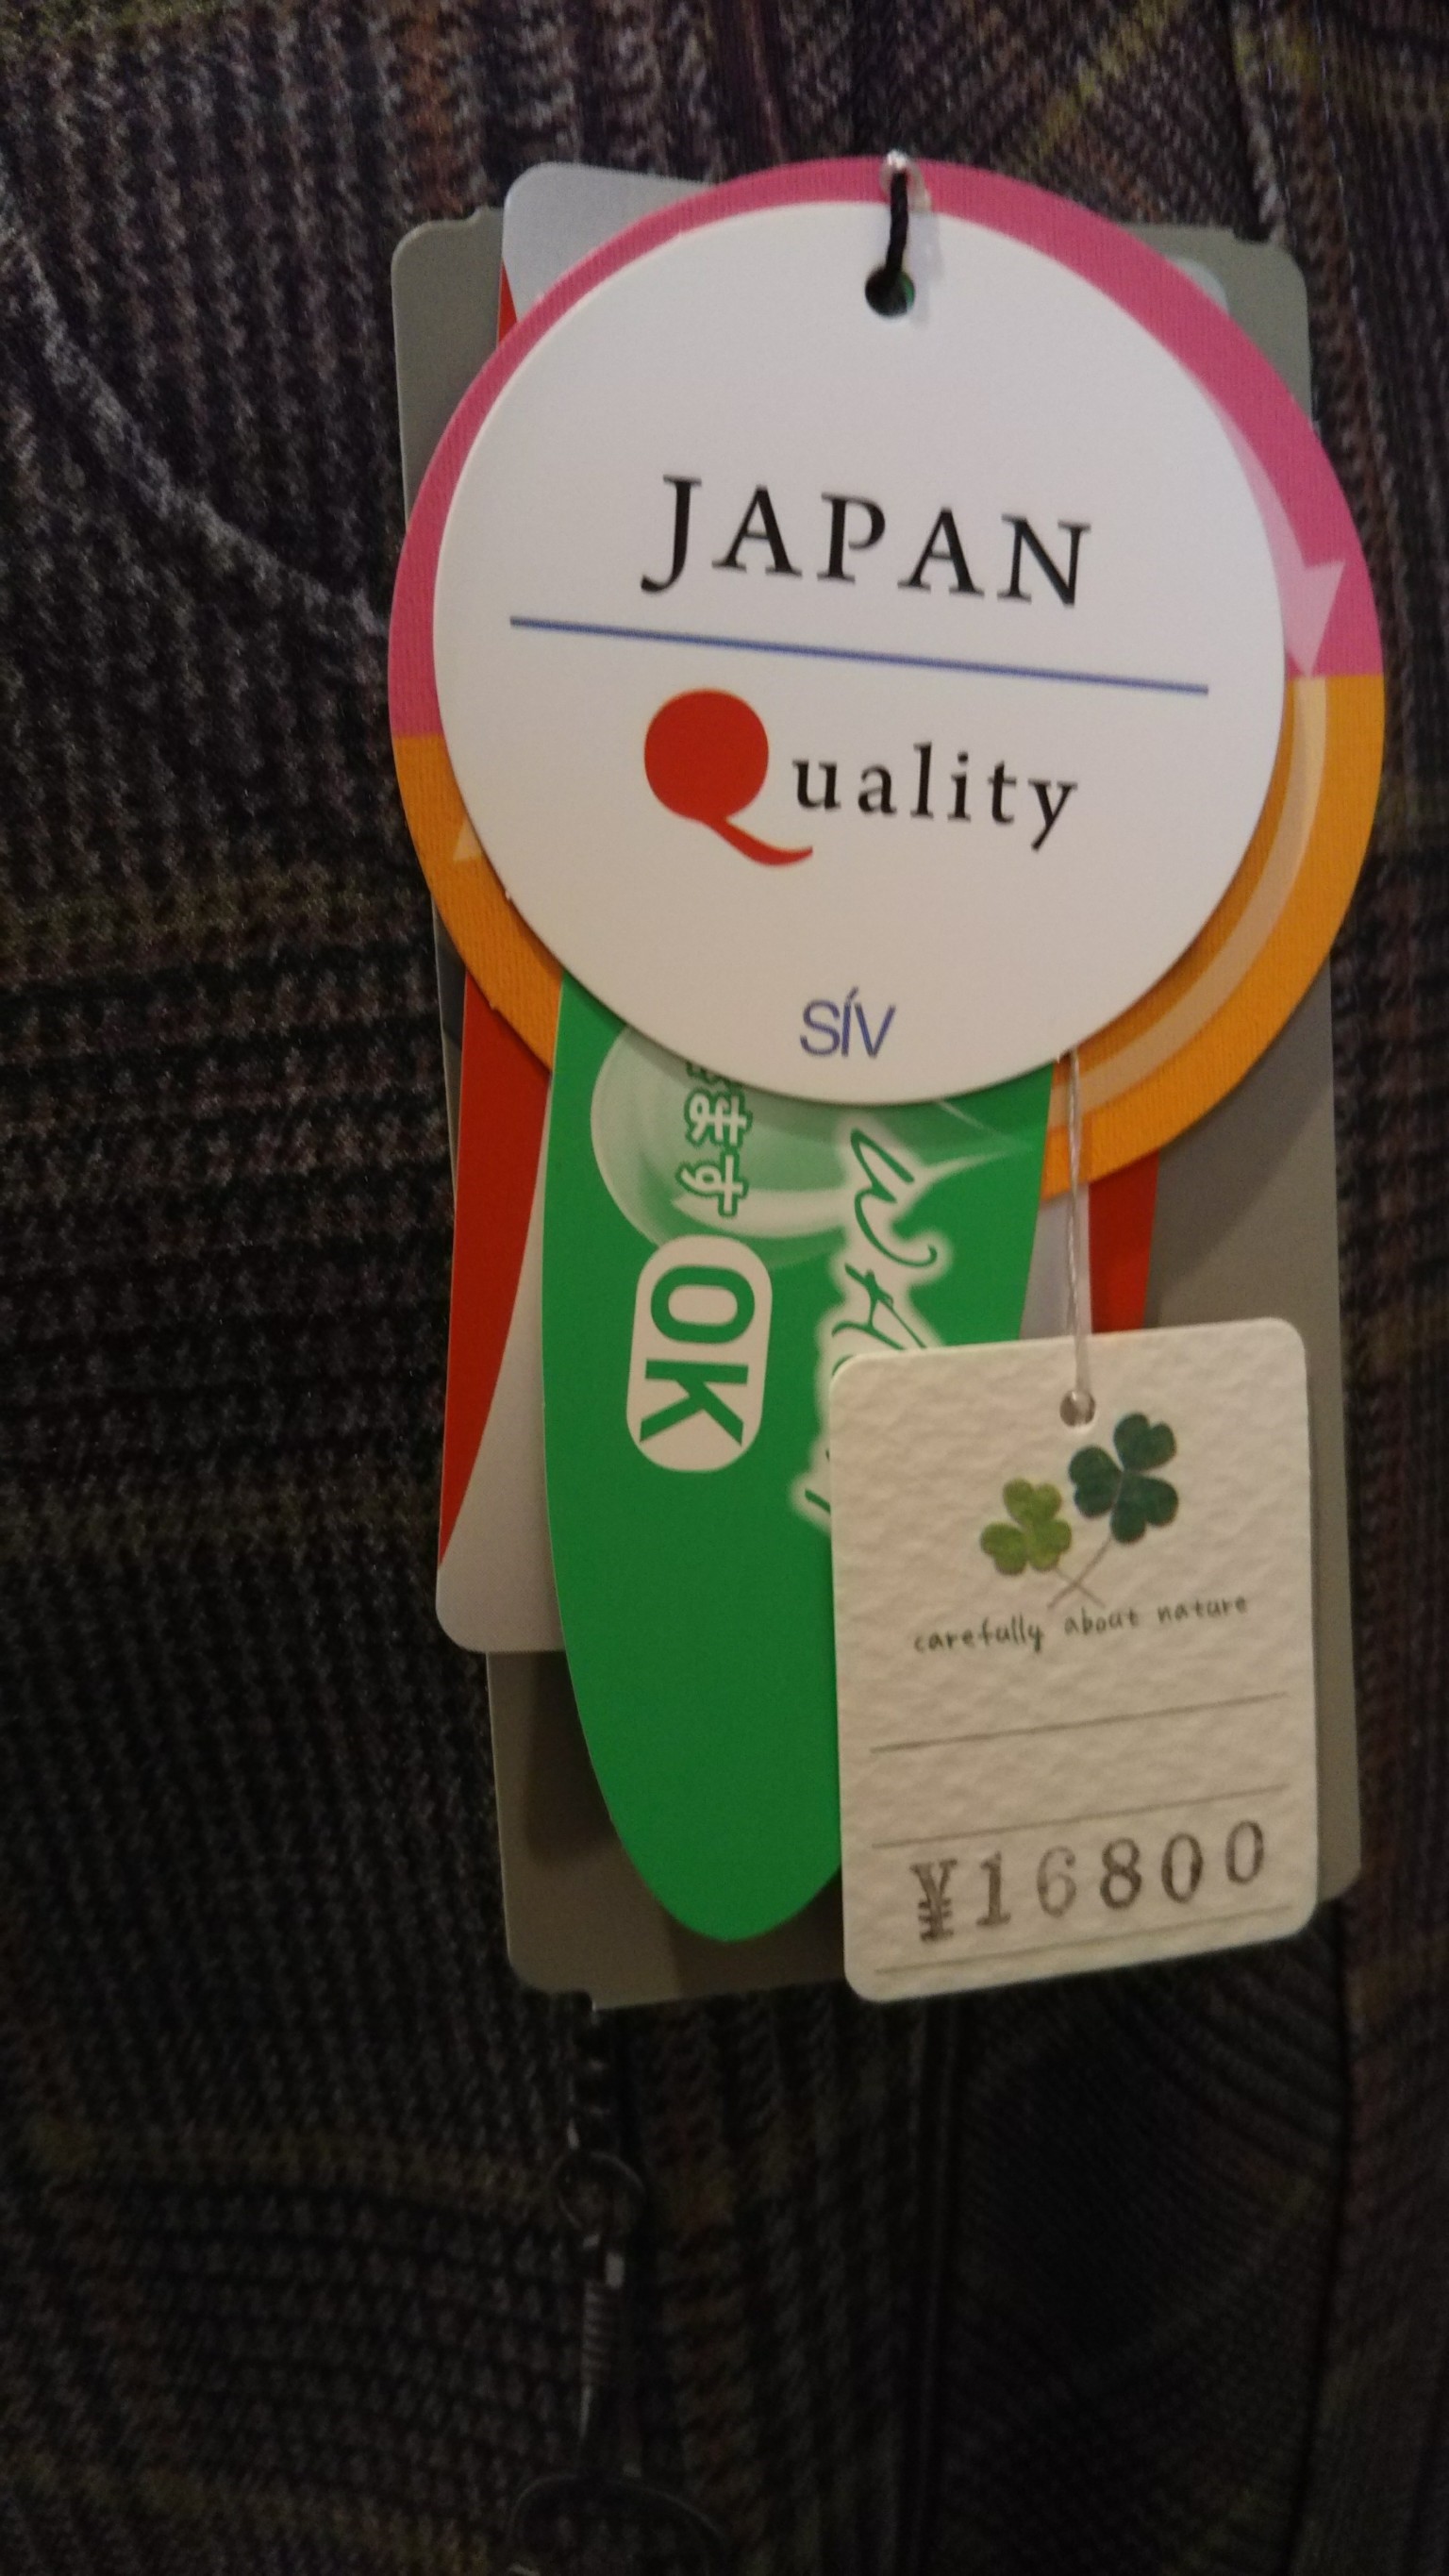 JAPAN
Quality
SÍV
ます
OK
carefully about nature
¥16800